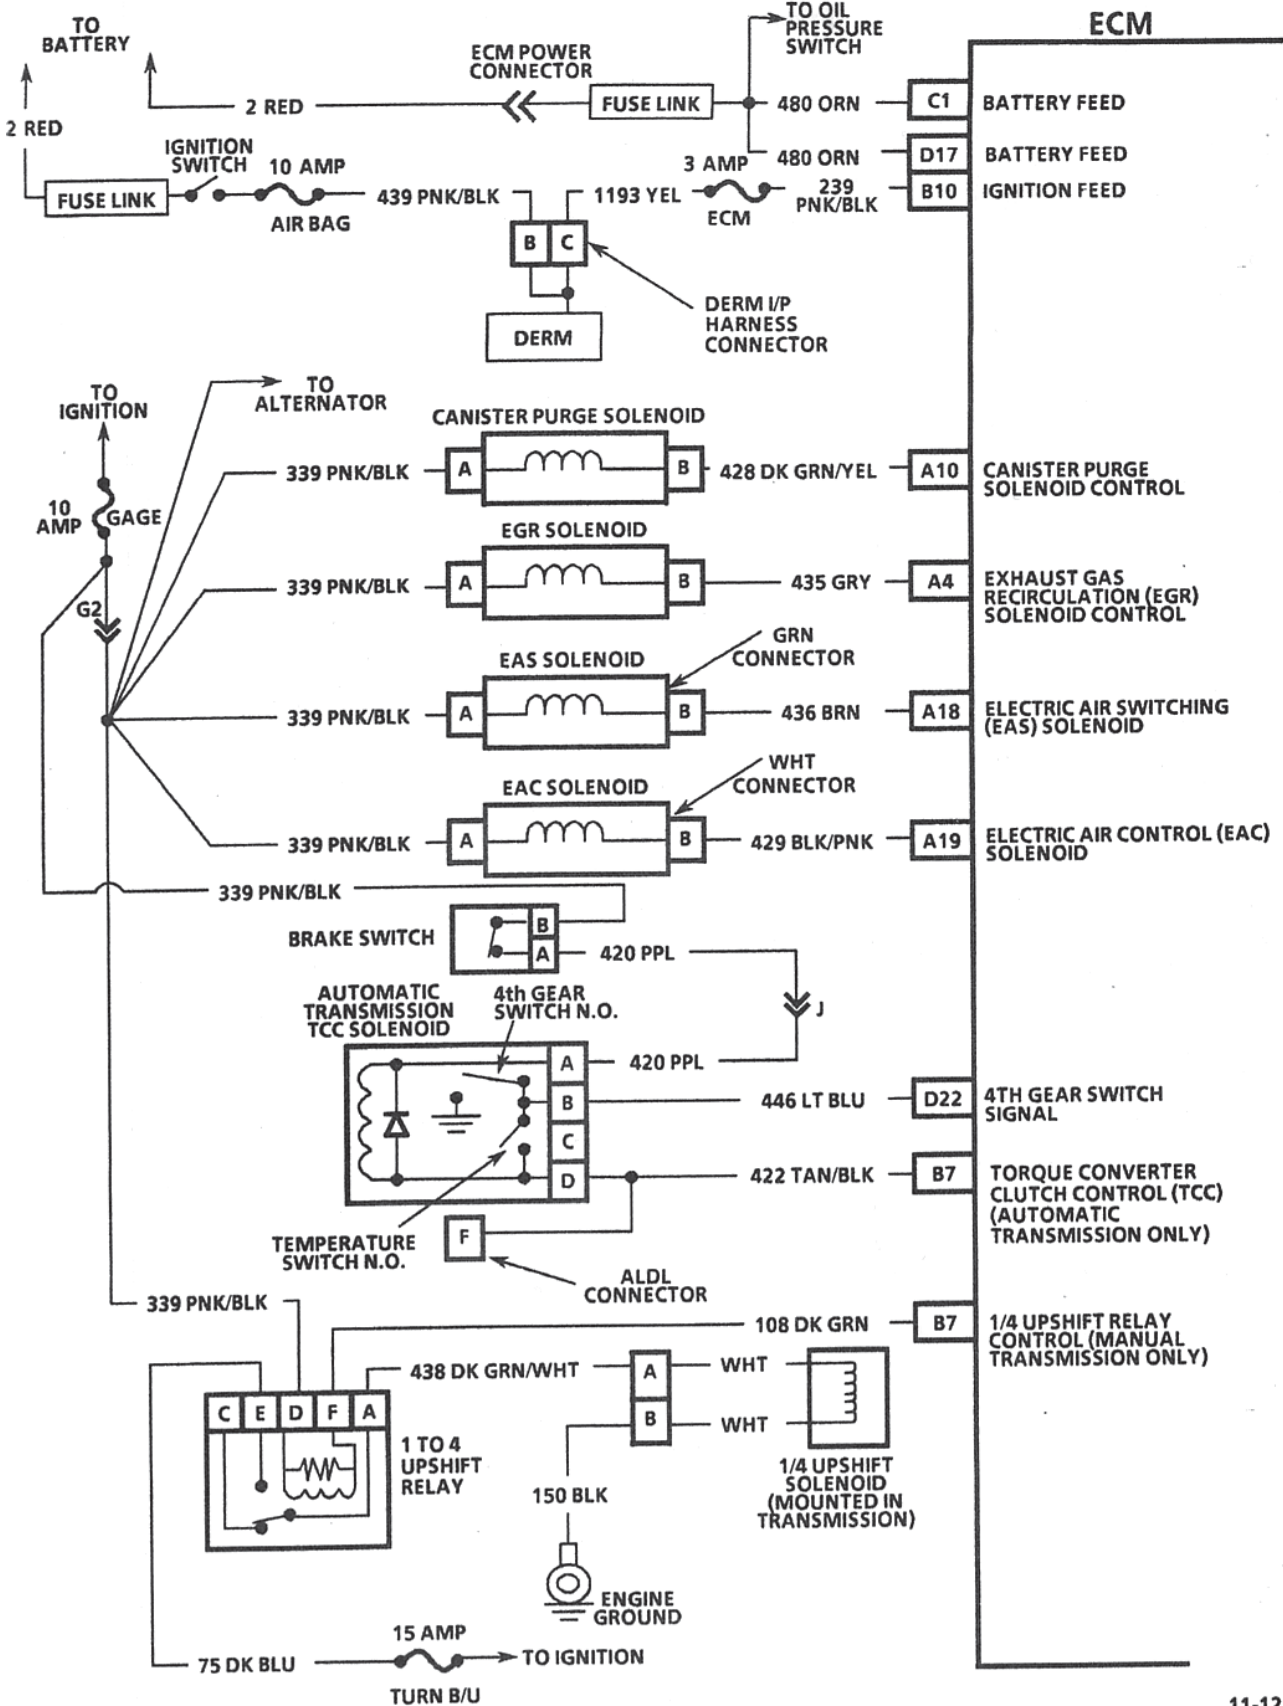 TO
BATTERY
2 RED
2 RED
ECM POWER
CONNECTOR
FUSE LINK
TO OIL
PRESSURE
SWITCH
480 ORN
480 ORN
ECM
C1
BATTERY FEED
D17
BATTERY FEED
B10
IGNITION FEED
FUSE LINK
IGNITION
SWITCH
10 AMP
AIR BAG
439 PNK/BLK
B C
1193 YEL
3 AMP
ECM
239
PNK/BLK
DERM
DERM I/P
HARNESS
CONNECTOR
TO
IGNITION
10
AMP
GAGE
G2
TO
ALTERNATOR
CANISTER PURGE SOLENOID
339 PNK/BLK
A
B
428 DK GRN/YEL
A10
CANISTER PURGE
SOLENOID CONTROL
EGR SOLENOID
339 PNK/BLK
A
B
435 GRY
A4
EXHAUST GAS
RECIRCULATION (EGR)
SOLENOID CONTROL
EAS SOLENOID
GRN
CONNECTOR
339 PNK/BLK
A
B
436 BRN
A18
ELECTRIC AIR SWITCHING
(EAS) SOLENOID
EAC SOLENOID
WHT
CONNECTOR
339 PNK/BLK
A
B
429 BLK/PNK
A19
ELECTRIC AIR CONTROL (EAC)
SOLENOID
339 PNK/BLK
BRAKE SWITCH
B
A
420 PPL
J
AUTOMATIC
TRANSMISSION
TCC SOLENOID
4th GEAR
SWITCH N.O.
A
420 PPL
B
446 LT BLU
D22
4TH GEAR SWITCH
SIGNAL
C
D
422 TAN/BLK
B7
TORQUE CONVERTER
CLUTCH CONTROL (TCC)
(AUTOMATIC
TRANSMISSION ONLY)
TEMPERATURE
SWITCH N.O.
F
ALDL
CONNECTOR
339 PNK/BLK
108 DK GRN
B7
1/4 UPSHIFT RELAY
CONTROL (MANUAL
TRANSMISSION ONLY)
438 DK GRN/WHT
A
WHT
B
WHT
C E D F A
1 TO 4
UPSHIFT
RELAY
1/4 UPSHIFT
SOLENOID
(MOUNTED IN
TRANSMISSION)
150 BLK
ENGINE
GROUND
75 DK BLU
15 AMP
TURN B/U
TO IGNITION